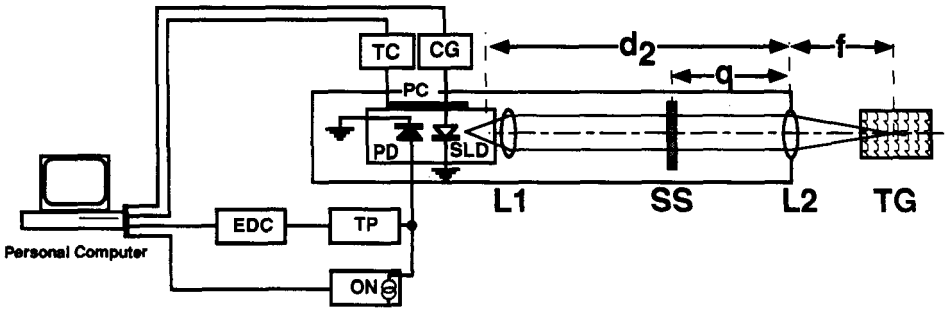 TC
CG
d2
f
PC
q
PD
SLD
L1
SS
L2
TG
EDC
TP
Personal Computer
ON